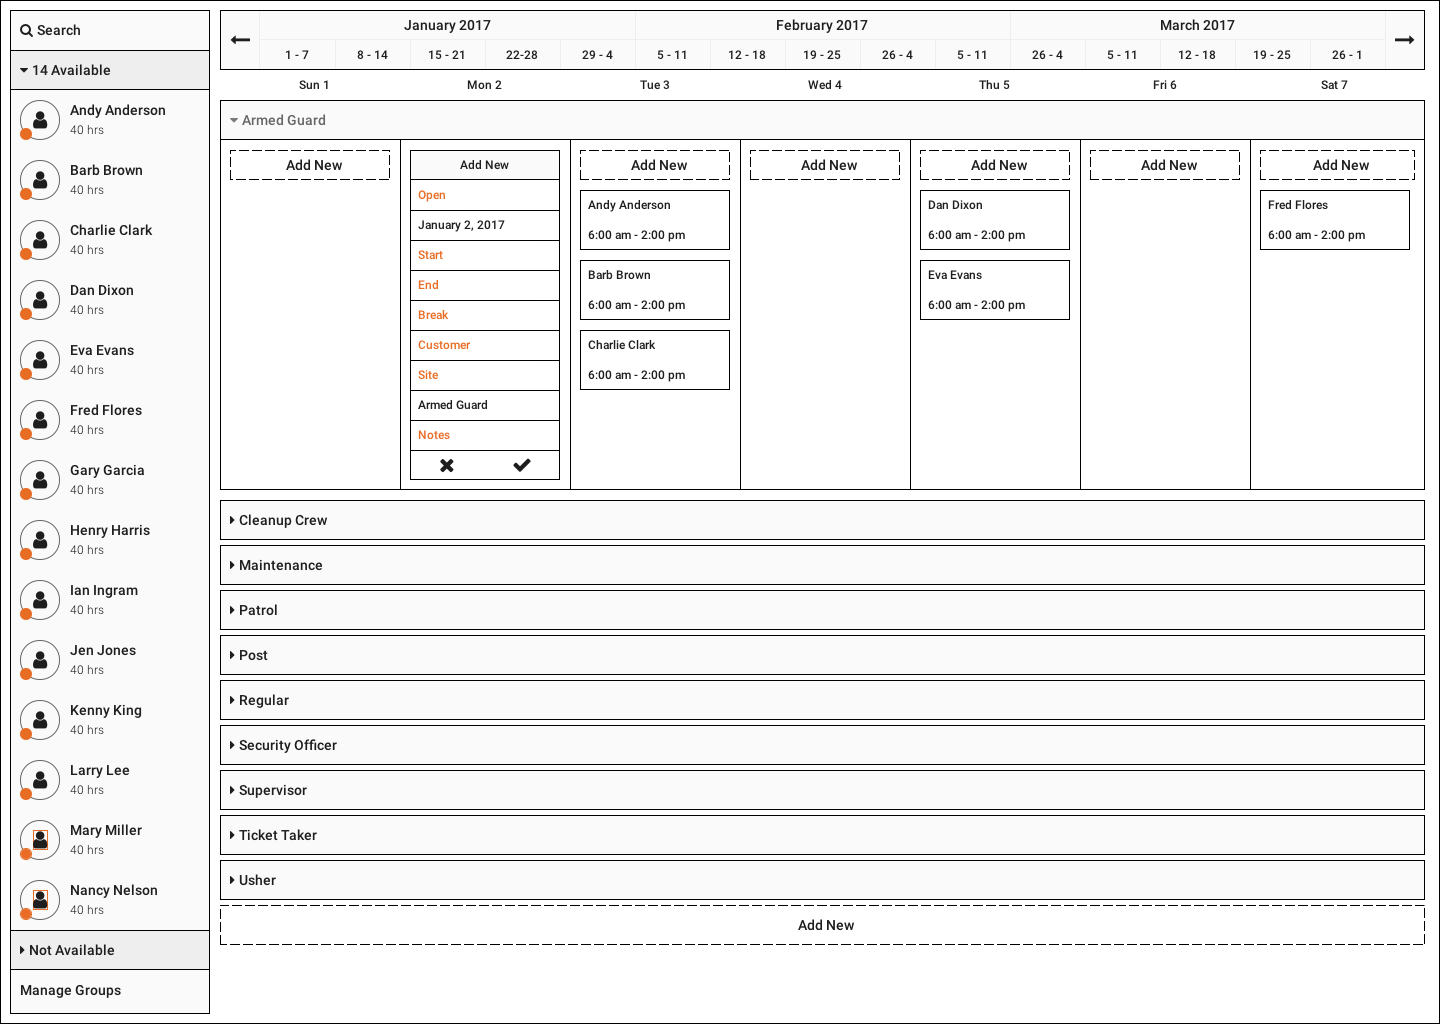 Search
14 Available
Andy Anderson
40 hrs
Barb Brown
40 hrs
Charlie Clark
40 hrs
Dan Dixon
40 hrs
Eva Evans
40 hrs
Fred Flores
40 hrs
Gary Garcia
40 hrs
Henry Harris
40 hrs
Ian Ingram
40 hrs
Jen Jones
40 hrs
Kenny King
40 hrs
Larry Lee
40 hrs
Mary Miller
40 hrs
Nancy Nelson
40 hrs
Not Available
Manage Groups
January 2017 February 2017 March 2017
1 - 7 8 - 14 15 - 21 22-28 29 - 4 5 - 11 12 - 18 19 - 25 26 - 4 5 - 11 26 - 4 5 - 11 12 - 18 19 - 25 26 - 1
Sun 1 Mon 2 Tue 3 Wed 4 Thu 5 Fri 6 Sat 7
Armed Guard
Add New
Add New
Open
January 2, 2017
Start
End
Break
Customer
Site
Armed Guard
Notes
Add New
Andy Anderson
6:00 am - 2:00 pm
Barb Brown
6:00 am - 2:00 pm
Charlie Clark
6:00 am - 2:00 pm
Add New
Add New
Dan Dixon
6:00 am - 2:00 pm
Eva Evans
6:00 am - 2:00 pm
Add New
Add New
Fred Flores
6:00 am - 2:00 pm
Cleanup Crew
Maintenance
Patrol
Post
Regular
Security Officer
Supervisor
Ticket Taker
Usher
Add New